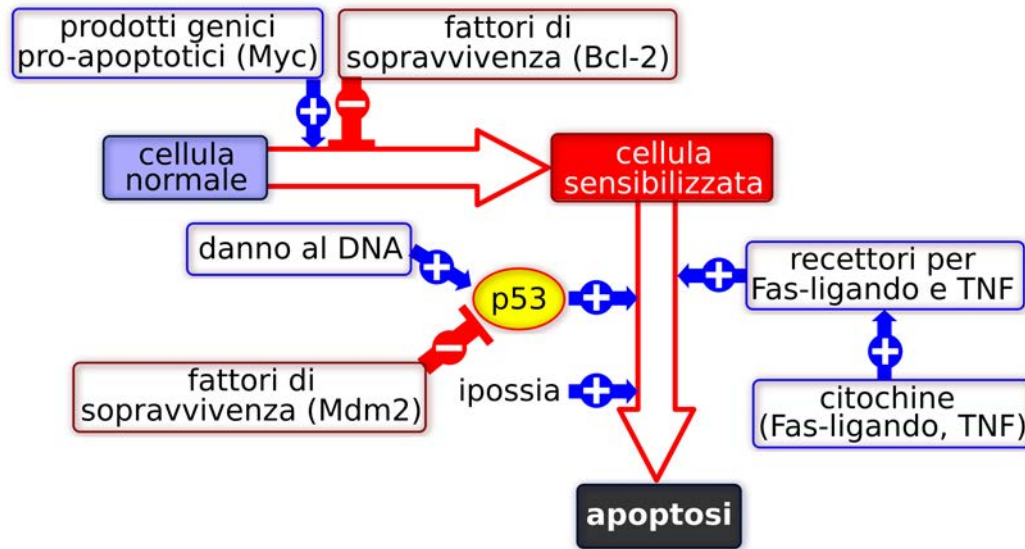 prodotti genici
pro-apoptotici (Myc)
fattori di
sopravvivenza (Bcl-2)
+
−
cellula
normale
cellula
sensibilizzata
danno al DNA
+
p53
+
+
recettori per
Fas-ligando e TNF
−
fattori di
sopravvivenza (Mdm2)
ipossia
+
+
citochine
(Fas-ligando, TNF)
apoptosi